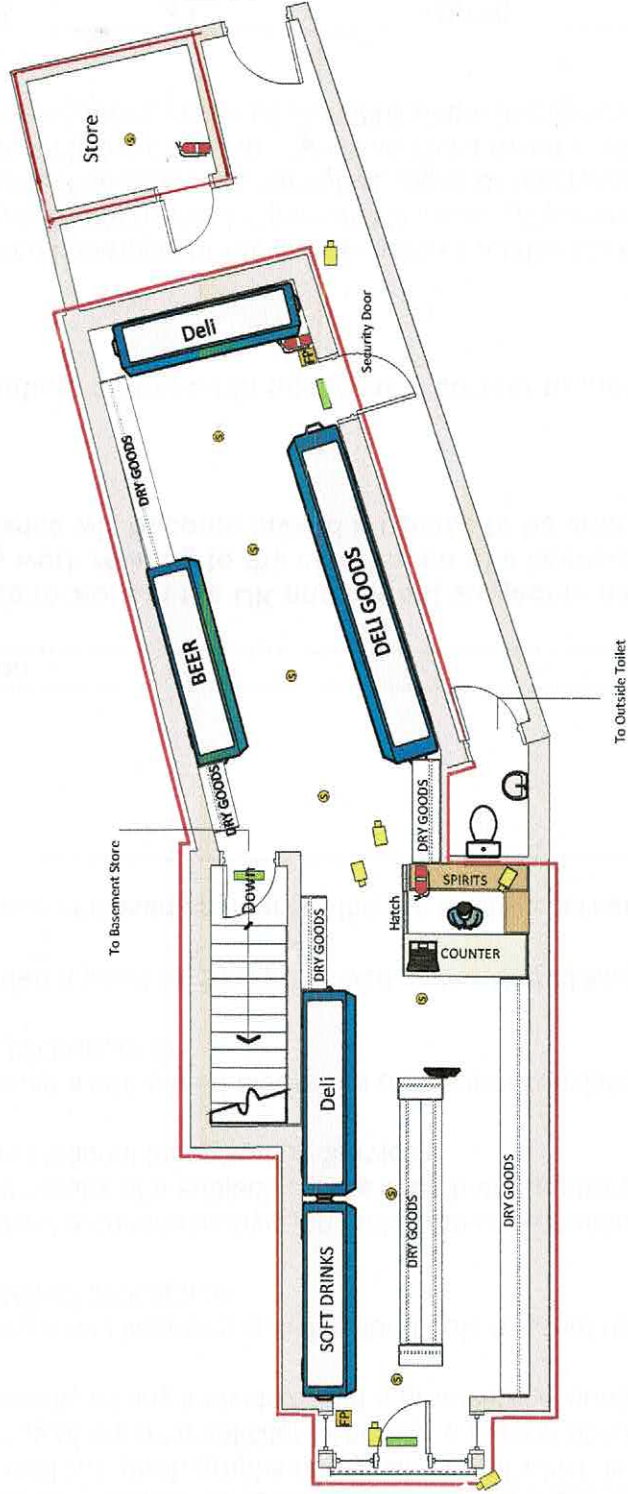 Store
Deli
FP
Security Door
DRY GOODS
BEER
DELI GOODS
DRY GOODS
DRY GOODS
To Outside Toilet
To Basement Store
Down
SPIRITS
Hatch
COUNTER
DRY GOODS
Deli
SOFT DRINKS
DRY GOODS
DRY GOODS
FP
S
S
S
S
S
S
S
S